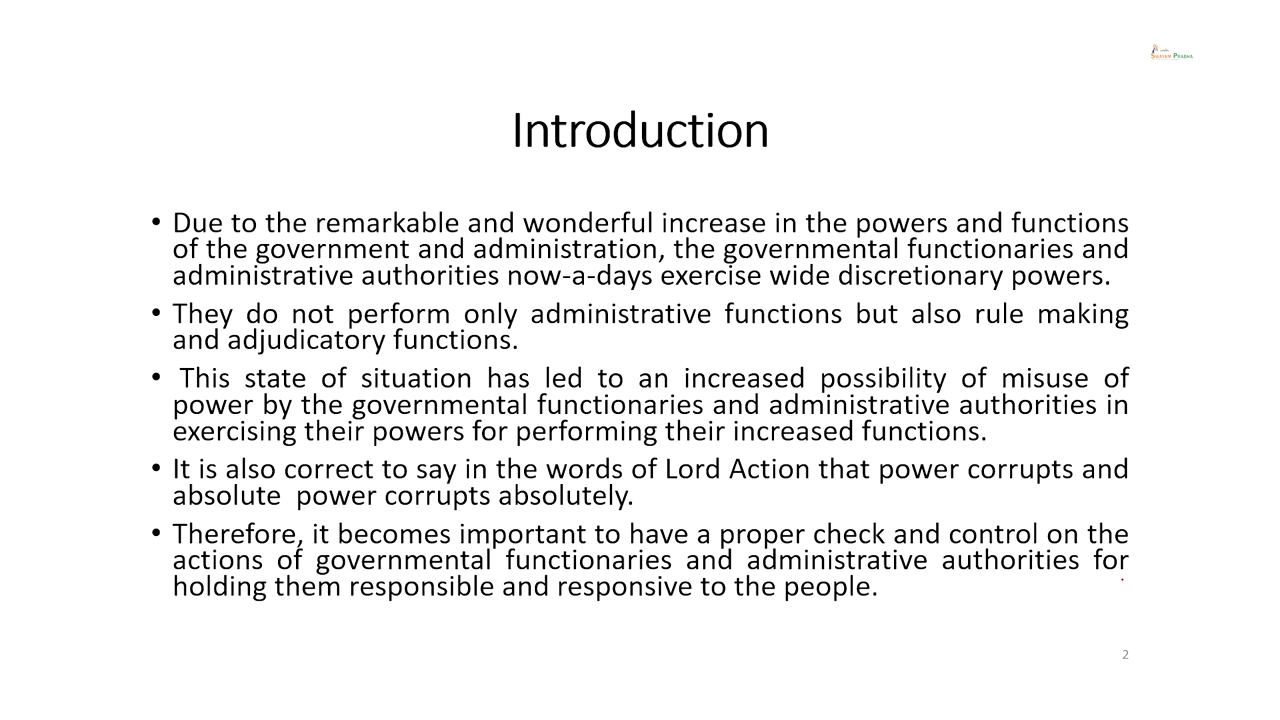 SWAYAM PRABHA
Introduction
• Due to the remarkable and wonderful increase in the powers and functions
of the government and administration, the governmental functionaries and
administrative authorities now-a-days exercise wide discretionary powers.
• They do not perform only administrative functions but also rule making
and adjudicatory functions.
• This state of situation has led to an increased possibility of misuse of
power by the governmental functionaries and administrative authorities in
exercising their powers for performing their increased functions.
• It is also correct to say in the words of Lord Action that power corrupts and
absolute  power corrupts absolutely.
• Therefore, it becomes important to have a proper check and control on the
actions of governmental functionaries and administrative authorities for
holding them responsible and responsive to the people.
2